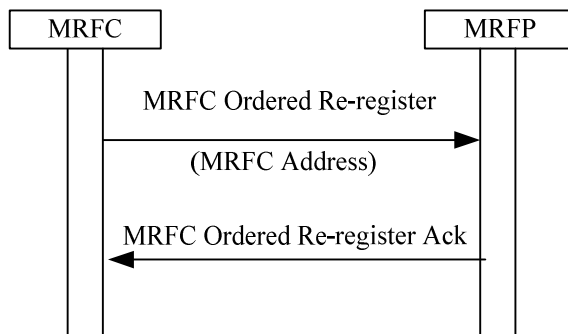 MRFC
MRFP
MRFC Ordered Re-register
(MRFC Address)
MRFC Ordered Re-register Ack